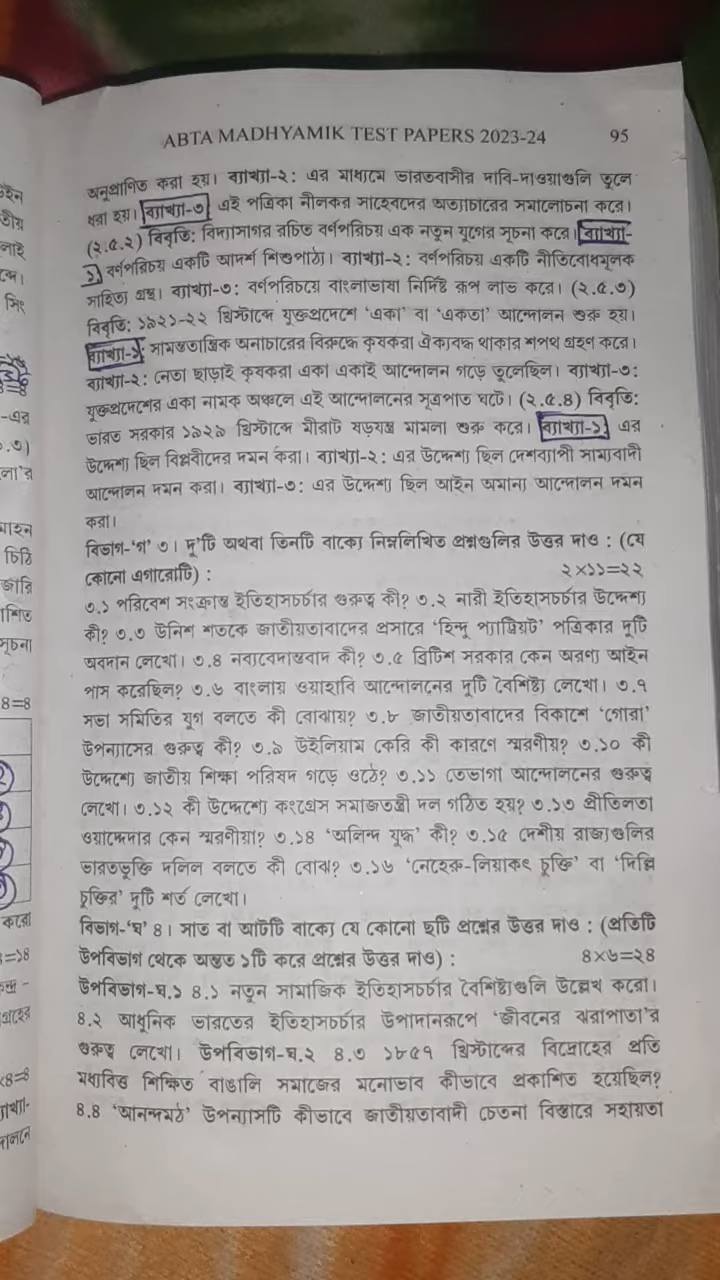 ABTA MADHYAMIK TEST PAPERS 2023-24 95
অনুপ্রাণিত করা হয়। ব্যাখ্যা-২: এর মাধ্যমে ভারতবাসীর দাবি-দাওয়াগুলি তুলে
ধরা হয়। ব্যাখ্যা-৩ এই পত্রিকা নীলকর সাহেবদের অত্যাচারের সমালোচনা করে।
(২.৫.২) বিবৃতি: বিদ্যাসাগর রচিত বর্ণপরিচয় এক নতুন যুগের সূচনা করে। ব্যাখ্যা-
১: বর্ণপরিচয় একটি আদর্শ শিশুপাঠ্য। ব্যাখ্যা-২: বর্ণপরিচয় একটি নীতিবোধমূলক
সাহিত্য গ্রন্থ। ব্যাখ্যা-৩: বর্ণপরিচয়ে বাংলাভাষা নির্দিষ্ট রূপ লাভ করে। (২.৫.৩)
বিবৃতি: ১৯২১-২২ খ্রিস্টাব্দে যুক্তপ্রদেশে ‘একা’ বা ‘একতা’ আন্দোলন শুরু হয়।
ব্যাখ্যা-১: সামন্ততান্ত্রিক অনাচারের বিরুদ্ধে কৃষকরা ঐক্যবদ্ধ থাকার শপথ গ্রহণ করে।
ব্যাখ্যা-২: নেতা ছাড়াই কৃষকরা একা একাই আন্দোলন গড়ে তুলেছিল। ব্যাখ্যা-৩:
যুক্তপ্রদেশের একা নামক অঞ্চলে এই আন্দোলনের সূত্রপাত ঘটে। (২.৫.৪) বিবৃতি:
ভারত সরকার ১৯২৯ খ্রিস্টাব্দে মীরাট ষড়যন্ত্র মামলা শুরু করে। ব্যাখ্যা-১: এর
উদ্দেশ্য ছিল বিপ্লবীদের দমন করা। ব্যাখ্যা-২: এর উদ্দেশ্য ছিল দেশব্যাপী সাম্যবাদী
আন্দোলন দমন করা। ব্যাখ্যা-৩: এর উদ্দেশ্য ছিল আইন অমান্য আন্দোলন দমন
করা।
বিভাগ-‘গ’ ৩। দু’টি অথবা তিনটি বাক্যে নিম্নলিখিত প্রশ্নগুলির উত্তর দাও : (যে
কোনো এগারোটি) : ২×১১=২২
৩.১ পরিবেশ সংক্রান্ত ইতিহাসচর্চার গুরুত্ব কী? ৩.২ নারী ইতিহাসচর্চার উদ্দেশ্য
কী? ৩.৩ উনিশ শতকে জাতীয়তাবাদের প্রসারে ‘হিন্দু প্যাট্রিয়ট’ পত্রিকার দুটি
অবদান লেখো। ৩.৪ নব্যবেদান্তবাদ কী? ৩.৫ ব্রিটিশ সরকার কেন অরণ্য আইন
পাস করেছিল? ৩.৬ বাংলায় ওয়াহাবি আন্দোলনের দুটি বৈশিষ্ট্য লেখো। ৩.৭
সভা সমিতির যুগ বলতে কী বোঝায়? ৩.৮ জাতীয়তাবাদের বিকাশে ‘গোরা’
উপন্যাসের গুরুত্ব কী? ৩.৯ উইলিয়াম কেরি কী কারণে স্মরণীয়? ৩.১০ কী
উদ্দেশ্যে জাতীয় শিক্ষা পরিষদ গড়ে ওঠে? ৩.১১ তেভাগা আন্দোলনের গুরুত্ব
লেখো। ৩.১২ কী উদ্দেশ্যে কংগ্রেস সমাজতন্ত্রী দল গঠিত হয়? ৩.১৩ প্রীতিলতা
ওয়াদ্দেদার কেন স্মরণীয়া? ৩.১৪ ‘অলিন্দ যুদ্ধ’ কী? ৩.১৫ দেশীয় রাজ্যগুলির
ভারতভুক্তি দলিল বলতে কী বোঝ? ৩.১৬ ‘নেহেরু-লিয়াকৎ চুক্তি’ বা ‘দিল্লি
চুক্তির’ দুটি শর্ত লেখো।
বিভাগ-‘ঘ’ ৪। সাত বা আটটি বাক্যে যে কোনো ছটি প্রশ্নের উত্তর দাও : (প্রতিটি
উপবিভাগ থেকে অন্তত ১টি করে প্রশ্নের উত্তর দাও) : ৪×৬=২৪
উপবিভাগ-ঘ.১ ৪.১ নতুন সামাজিক ইতিহাসচর্চার বৈশিষ্ট্যগুলি উল্লেখ করো।
৪.২ আধুনিক ভারতের ইতিহাসচর্চার উপাদানরূপে ‘জীবনের ঝরাপাতা’র
গুরুত্ব লেখো। উপবিভাগ-ঘ.২ ৪.৩ ১৮৫৭ খ্রিস্টাব্দের বিদ্রোহের প্রতি
মধ্যবিত্ত শিক্ষিত বাঙালি সমাজের মনোভাব কীভাবে প্রকাশিত হয়েছিল?
৪.৪ ‘আনন্দমঠ’ উপন্যাসটি কীভাবে জাতীয়তাবাদী চেতনা বিস্তারে সহায়তা